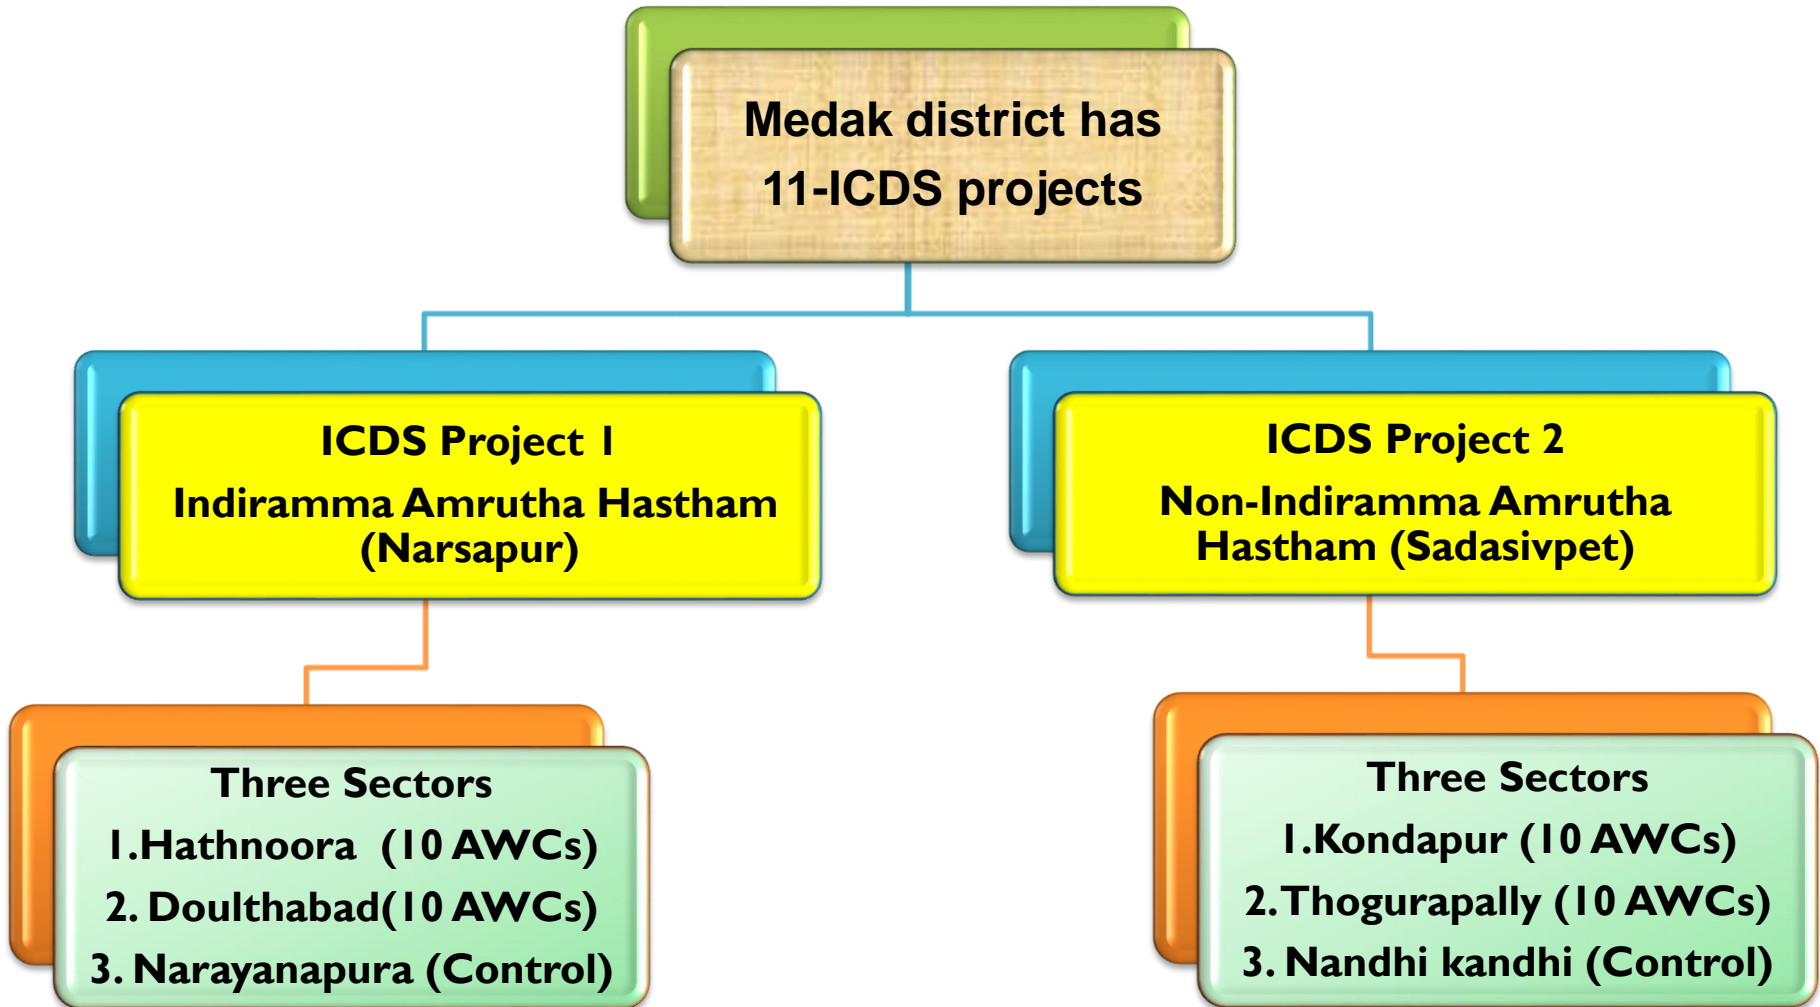 Medak district has
11-ICDS projects
ICDS Project 1
Indiramma Amrutha Hastham
(Narsapur)
ICDS Project 2
Non-Indiramma Amrutha
Hastham (Sadasivpet)
Three Sectors
1.Hathnoora (10 AWCs)
2. Doulthabad(10 AWCs)
3. Narayanapura (Control)
Three Sectors
1.Kondapur (10 AWCs)
2.Thogurapally (10 AWCs)
3. Nandhi kandhi (Control)